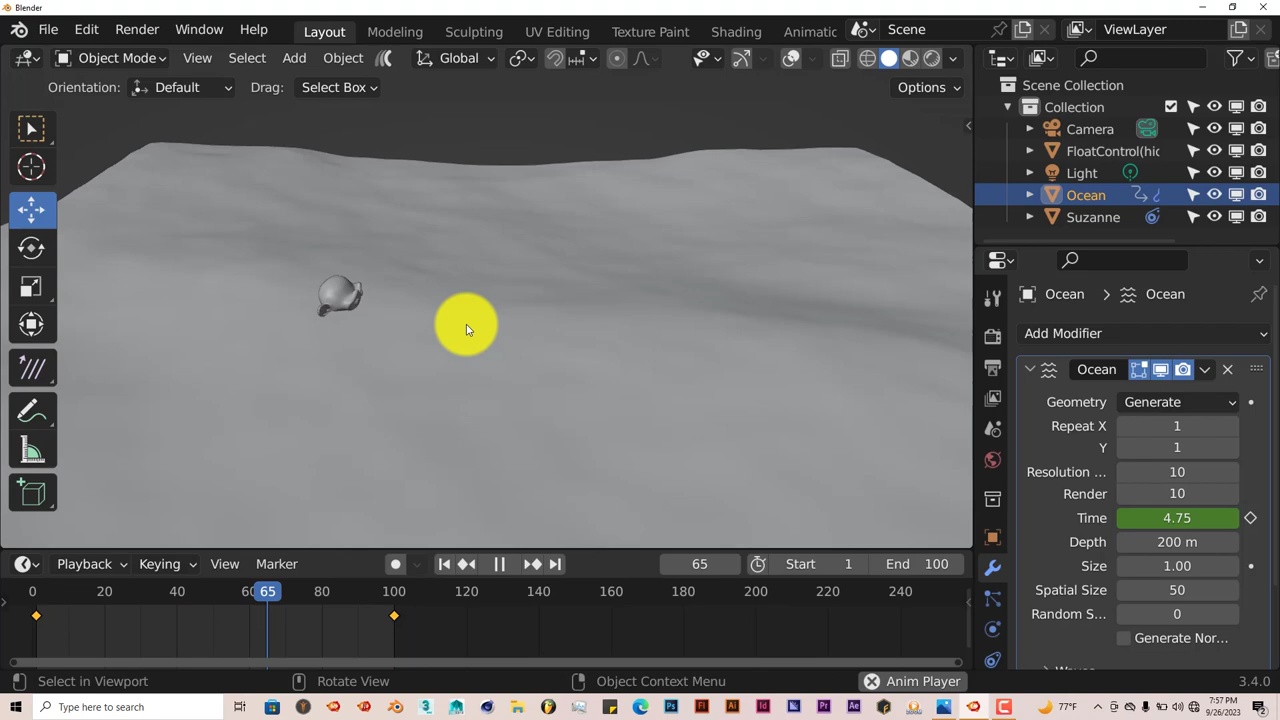 Blender
File Edit Render Window Help Layout Modeling Sculpting UV Editing Texture Paint Shading Animatic Scene ViewLayer
Object Mode View Select Add Object Global
Orientation: Default Drag: Select Box Options
Scene Collection
Collection
Camera
FloatControl(hic
Light
Ocean
Suzanne
Ocean Ocean
Add Modifier
Ocean
Geometry Generate
Repeat X 1
Y 1
Resolution ... 10
Render 10
Time 4.75
Depth 200 m
Size 1.00
Spatial Size 50
Random S... 0
Generate Nor...
Playback Keying View Marker 65 Start 1 End 100
0 20 40 60 65 80 100 120 140 160 180 200 220 240
Select in Viewport Rotate View Object Context Menu Anim Player 3.4.0
Type here to search 77°F 7:57 PM
9/26/2023